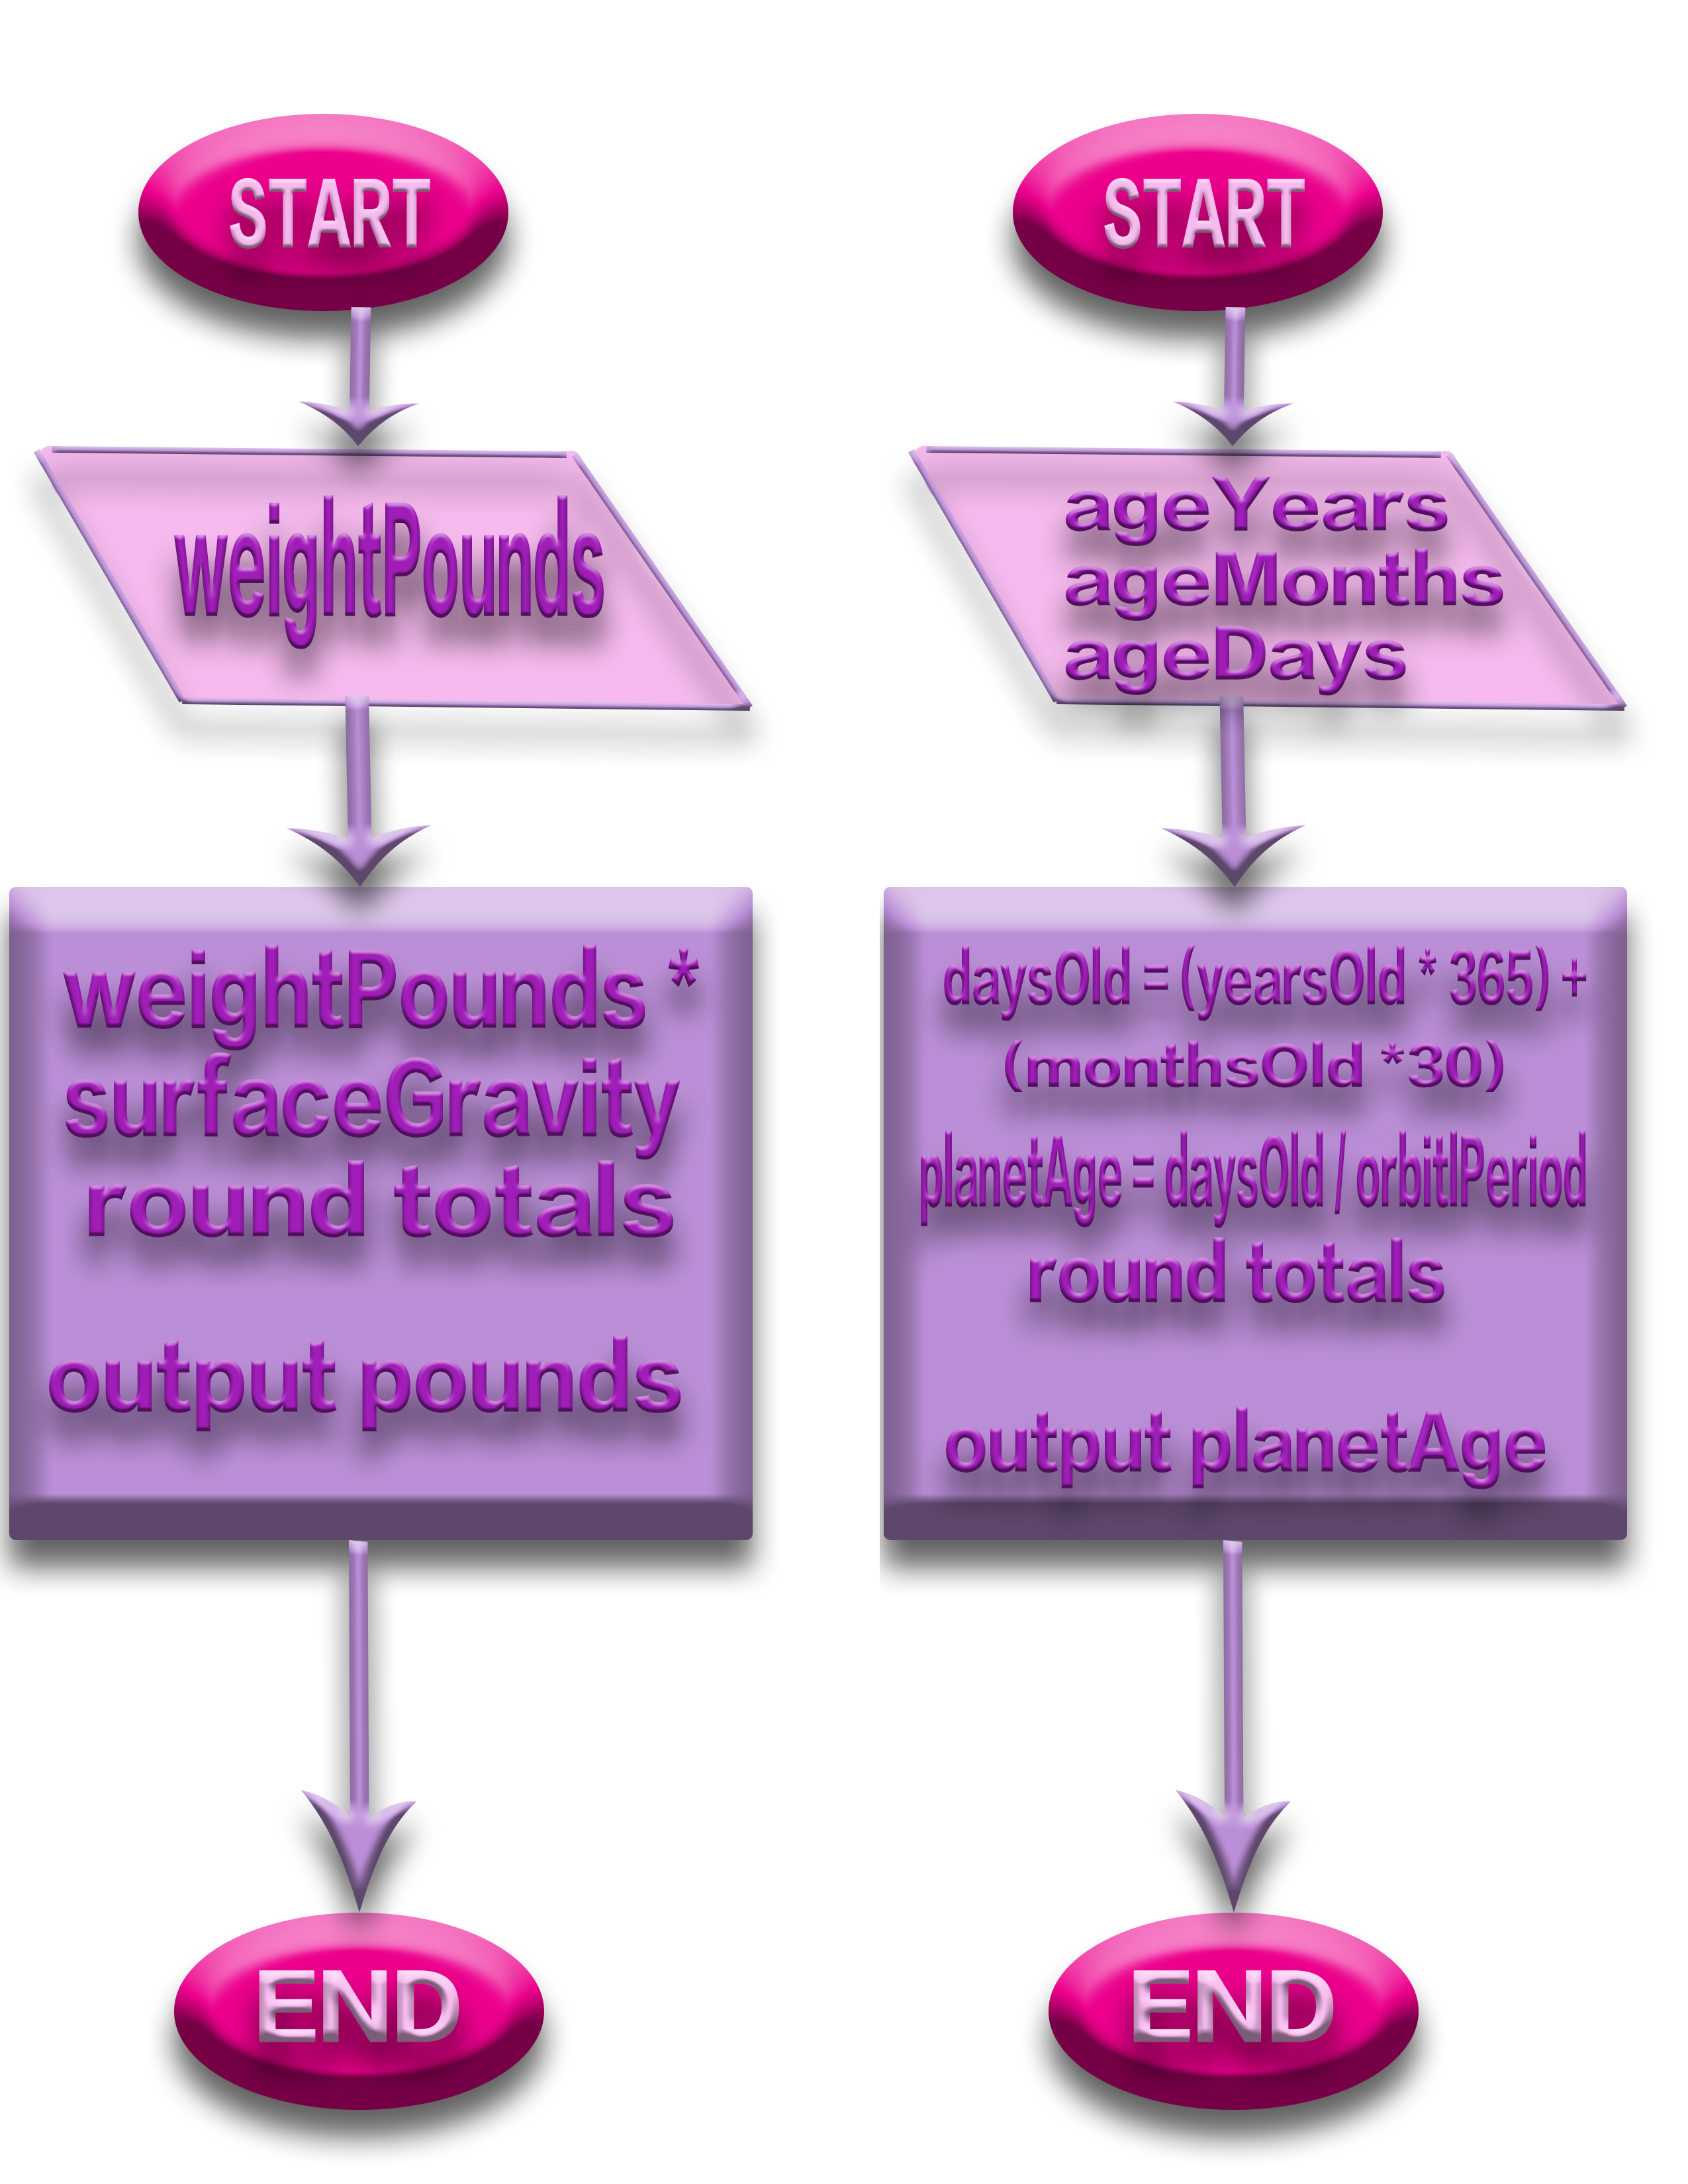 START
weightPounds
weightPounds *
surfaceGravity
round totals
output pounds
END
START
ageYears
ageMonths
ageDays
daysOld = (yearsOld * 365) +
(monthsOld *30)
planetAge = daysOld / orbitlPeriod
round totals
output planetAge
END